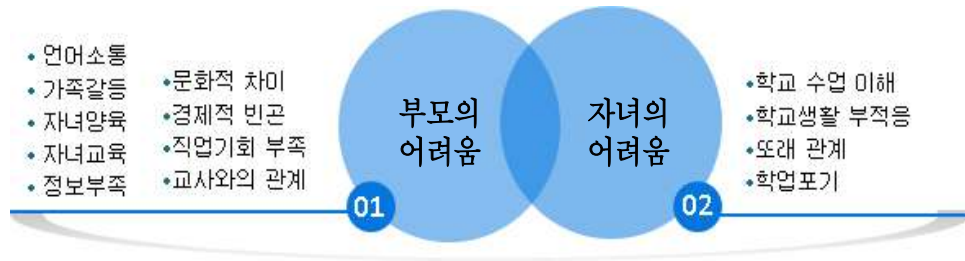 • 언어소통
• 가족갈등
• 자녀양육
• 자녀교육
• 정보부족
•문화적 차이
•경제적 빈곤
•직업기회 부족
•교사와의 관계
부모의
어려움
01
자녀의
어려움
02
•학교 수업 이해
•학교생활 부적응
•또래 관계
•학업포기